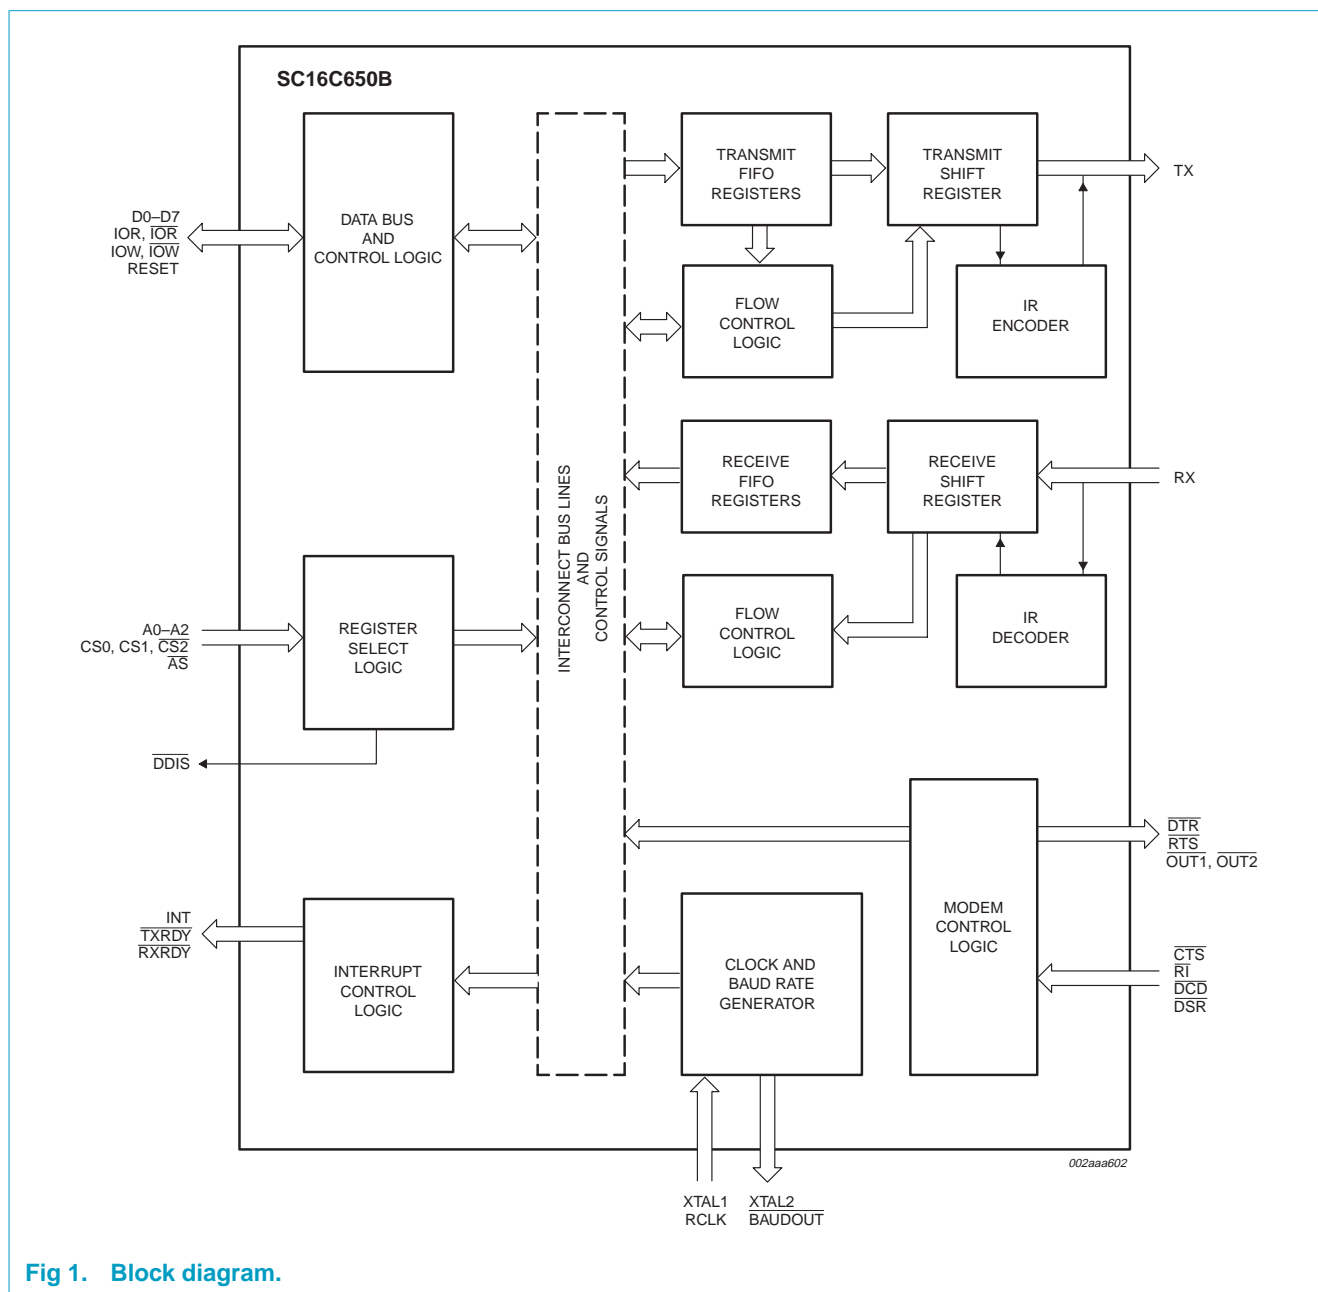 SC16C650B
D0–D7
IOR, IOR
IOW, IOW
RESET
DATA BUS
AND
CONTROL LOGIC
TRANSMIT
FIFO
REGISTERS
TRANSMIT
SHIFT
REGISTER
TX
FLOW
CONTROL
LOGIC
IR
ENCODER
INTERCONNECT BUS LINES
AND
CONTROL SIGNALS
RECEIVE
FIFO
REGISTERS
RECEIVE
SHIFT
REGISTER
RX
A0–A2
CS0, CS1, CS2
AS
REGISTER
SELECT
LOGIC
FLOW
CONTROL
LOGIC
IR
DECODER
DDIS
DTR
RTS
OUT1, OUT2
INT
TXRDY
RXRDY
INTERRUPT
CONTROL
LOGIC
CLOCK AND
BAUD RATE
GENERATOR
MODEM
CONTROL
LOGIC
CTS
RI
DCD
DSR
002aaa602
XTAL1
RCLK
XTAL2
BAUDOUT
Fig 1. Block diagram.